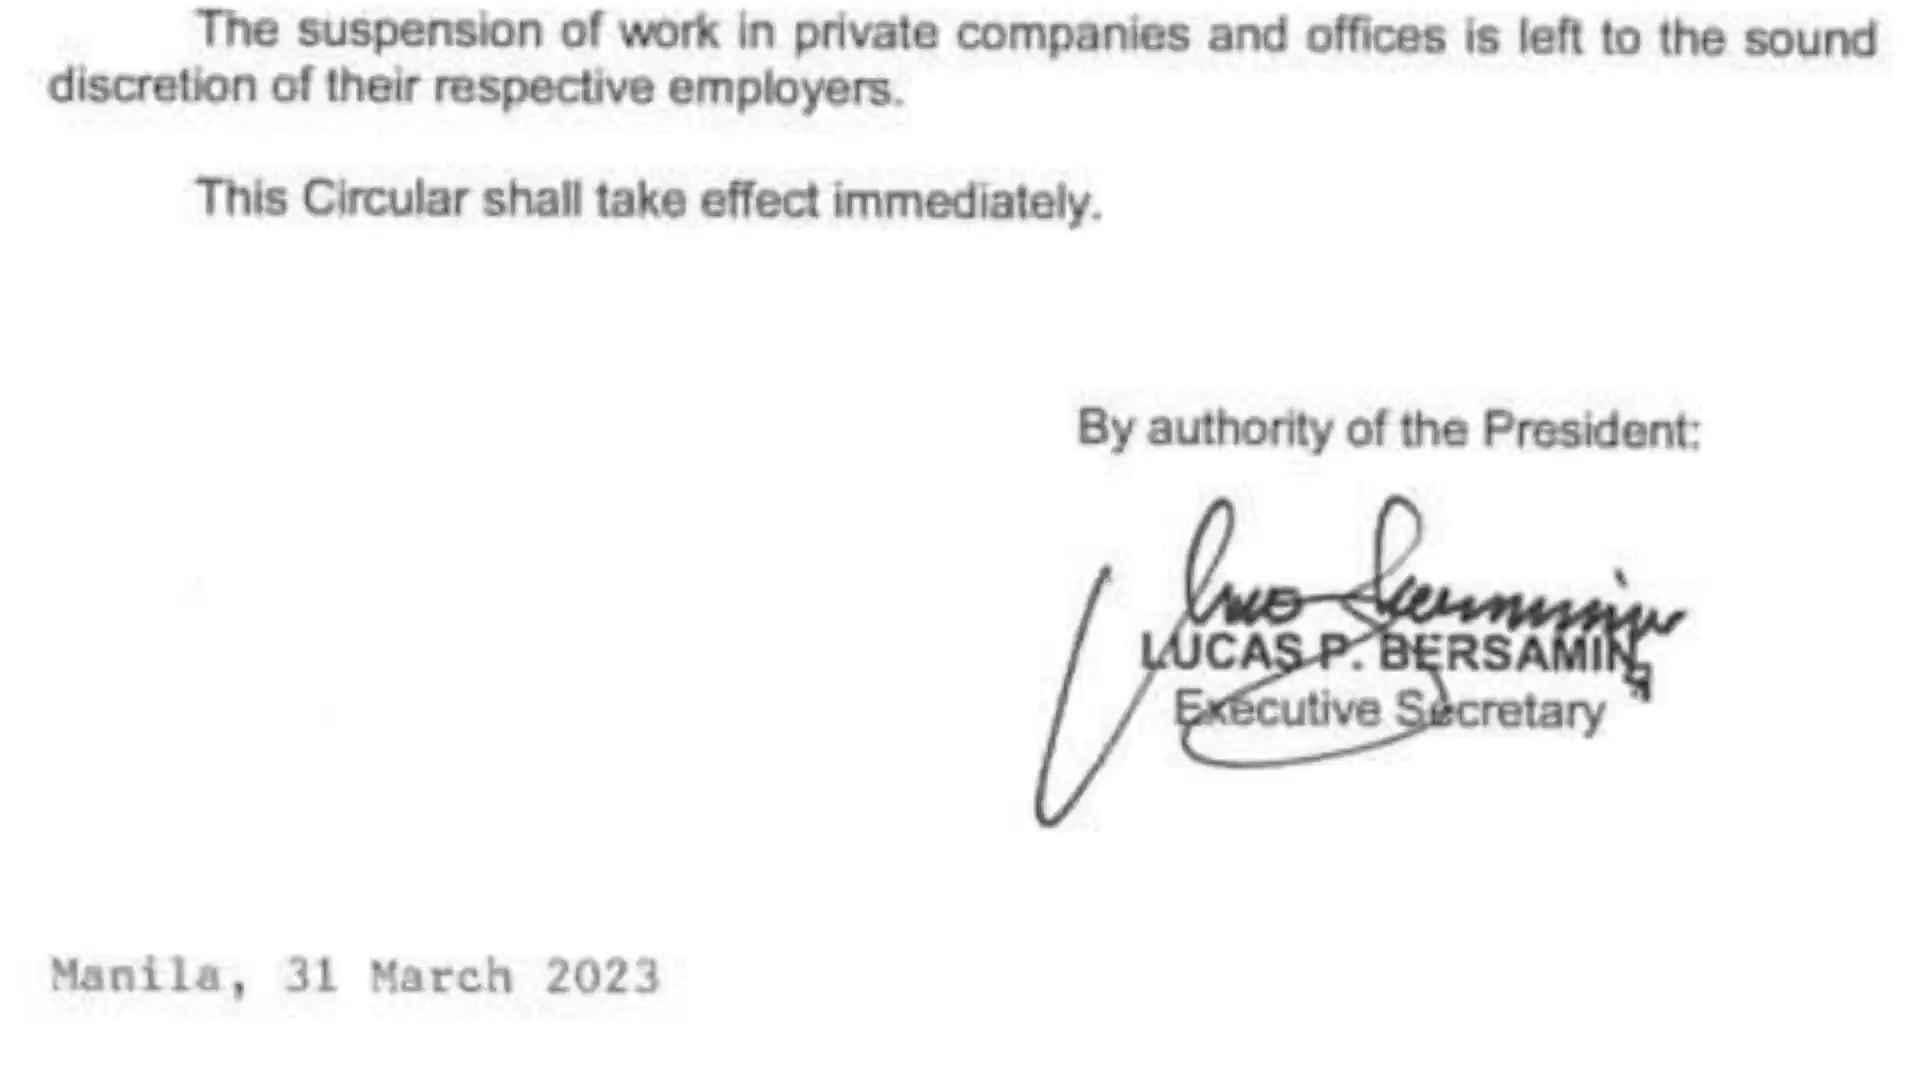 The suspension of work in private companies and offices is left to the sound
discretion of their respective employers.
This Circular shall take effect immediately.
By authority of the President:
LUCAS P. BERSAMIN
Executive Secretary
Manila, 31 March 2023